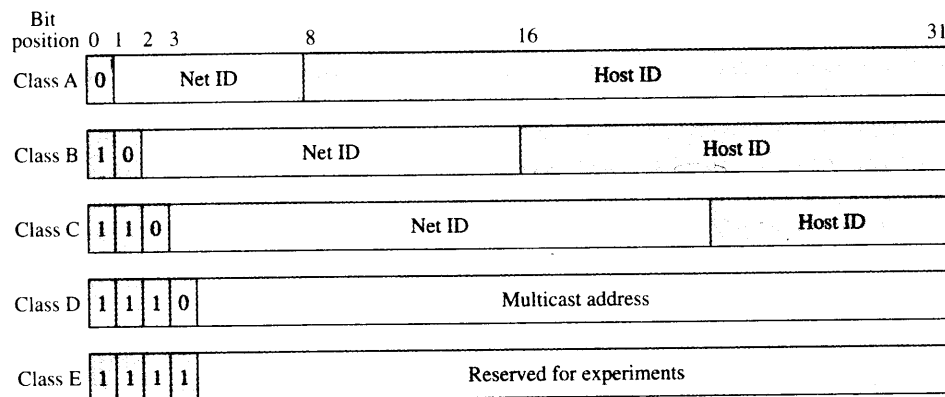 Bit
position 0 1 2 3 8 16 31
Class A 0 Net ID Host ID
Class B 1 0 Net ID Host ID
Class C 1 1 0 Net ID Host ID
Class D 1 1 1 0 Multicast address
Class E 1 1 1 1 Reserved for experiments